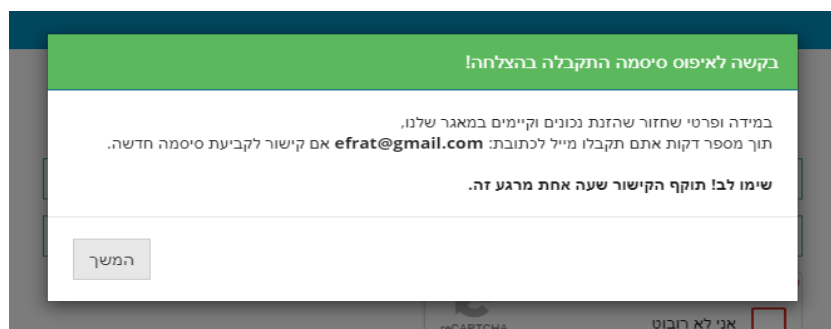 בקשה לאיפוס סיסמה התקבלה בהצלחה!
במידה ופרטי שחזור שהזנת נכונים וקיימים במאגר שלנו,
תוך מספר דקות אתם תקבלו מייל לכתובת: efrat@gmail.com אם קישור לקביעת סיסמה חדשה.
שימו לב! תוקף הקישור שעה אחת מרגע זה.
המשך
אני לא רובוט
reCAPTCHA